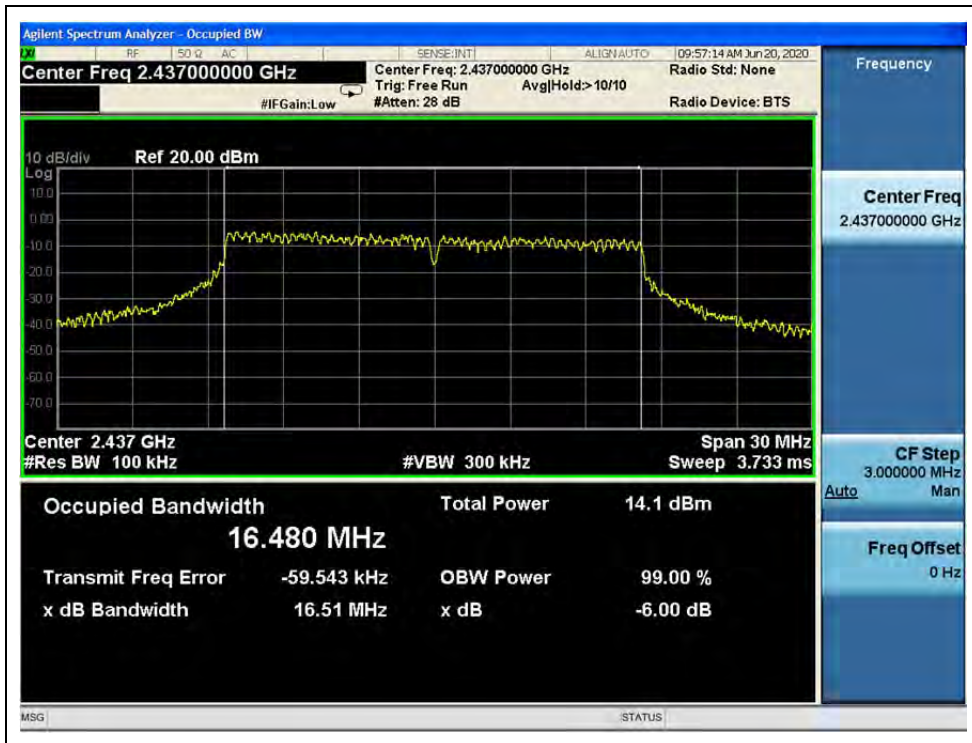 Agilent Spectrum Analyzer - Occupied BW
LXI RF 50 Ω AC SENSE:INT ALIGN AUTO 09:57:14 AM Jun 20, 2020
Center Freq 2.437000000 GHz
Center Freq: 2.437000000 GHz
Radio Std: None
Trig: Free Run Avg|Hold:>10/10
#IFGain:Low #Atten: 28 dB Radio Device: BTS
10 dB/div Ref 20.00 dBm
Log
10.0
0.00
-10.0
-20.0
-30.0
-40.0
-50.0
-60.0
-70.0
Center 2.437 GHz Span 30 MHz
#Res BW 100 kHz #VBW 300 kHz Sweep 3.733 ms
Occupied Bandwidth Total Power 14.1 dBm
16.480 MHz
Transmit Freq Error -59.543 kHz OBW Power 99.00 %
x dB Bandwidth 16.51 MHz x dB -6.00 dB
MSG STATUS
Frequency
Center Freq
2.437000000 GHz
CF Step
3.000000 MHz
Auto Man
Freq Offset
0 Hz